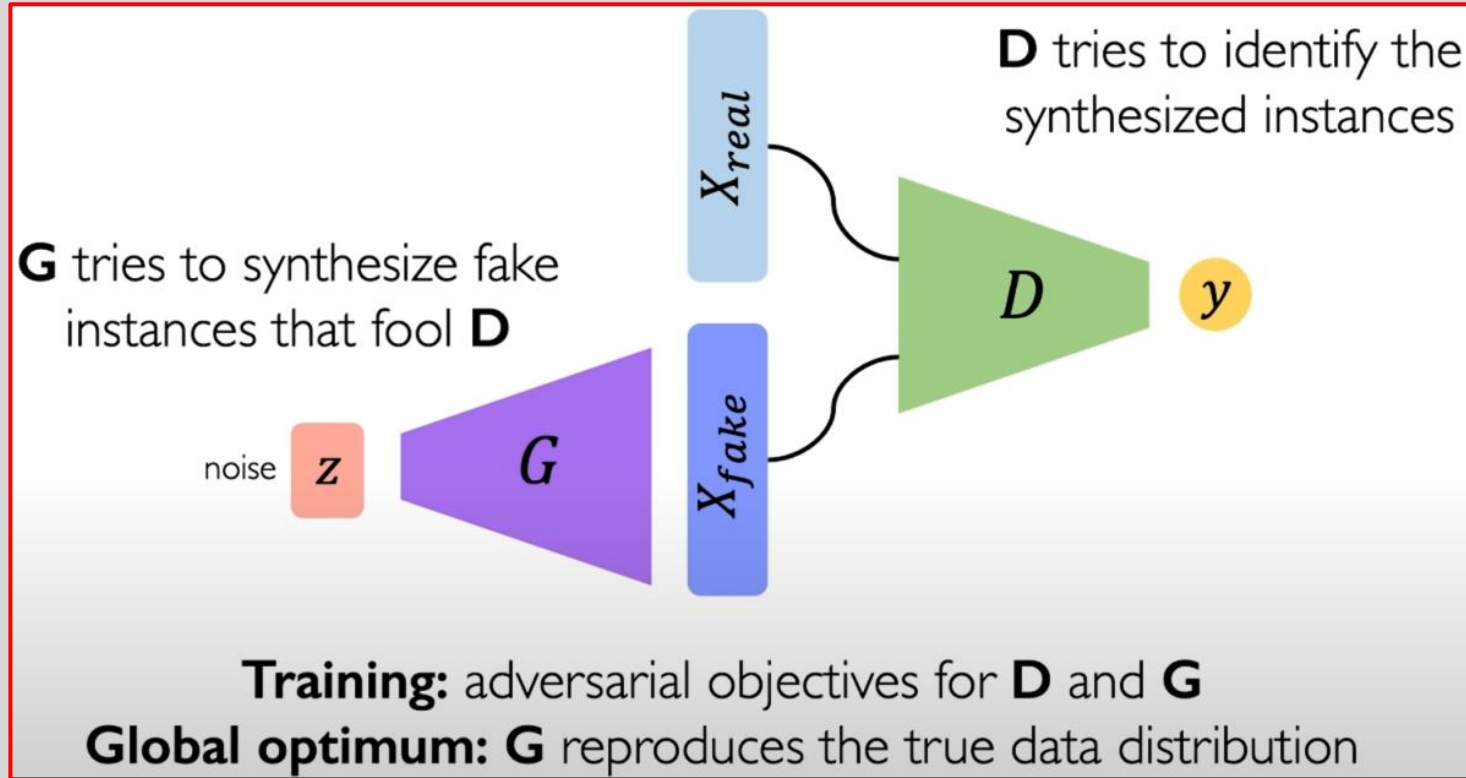 D tries to identify the
synthesized instances
X_real
G tries to synthesize fake
instances that fool D
D
y
X_fake
noise
z
G
Training: adversarial objectives for D and G
Global optimum: G reproduces the true data distribution